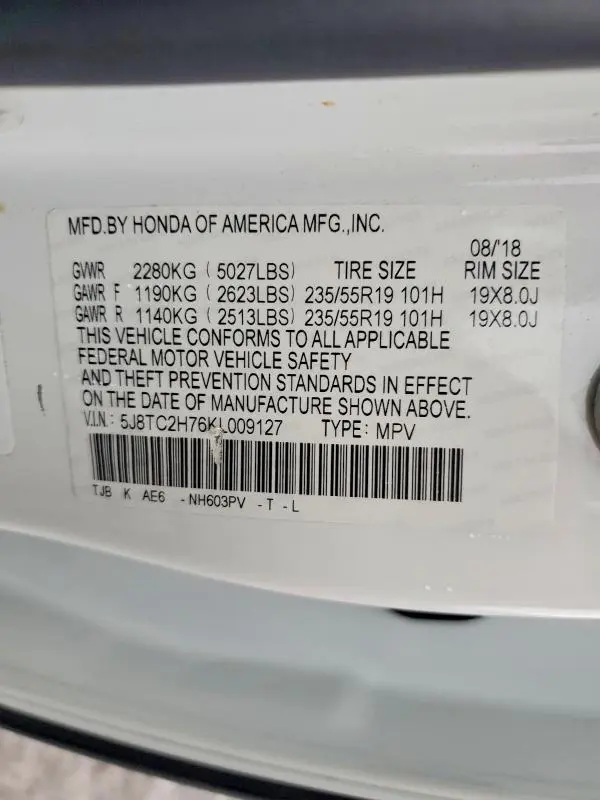 MFD.BY HONDA OF AMERICA MFG.,INC.
08/'18
GVWR 2280KG ( 5027LBS) TIRE SIZE RIM SIZE
GAWR F 1190KG ( 2623LBS) 235/55R19 101H 19X8.0J
GAWR R 1140KG ( 2513LBS) 235/55R19 101H 19X8.0J
THIS VEHICLE CONFORMS TO ALL APPLICABLE
FEDERAL MOTOR VEHICLE SAFETY
AND THEFT PREVENTION STANDARDS IN EFFECT
ON THE DATE OF MANUFACTURE SHOWN ABOVE.
V.I.N.: 5J8TC2H76KL009127 TYPE: MPV
TJB K AE6 -NH603PV -T -L